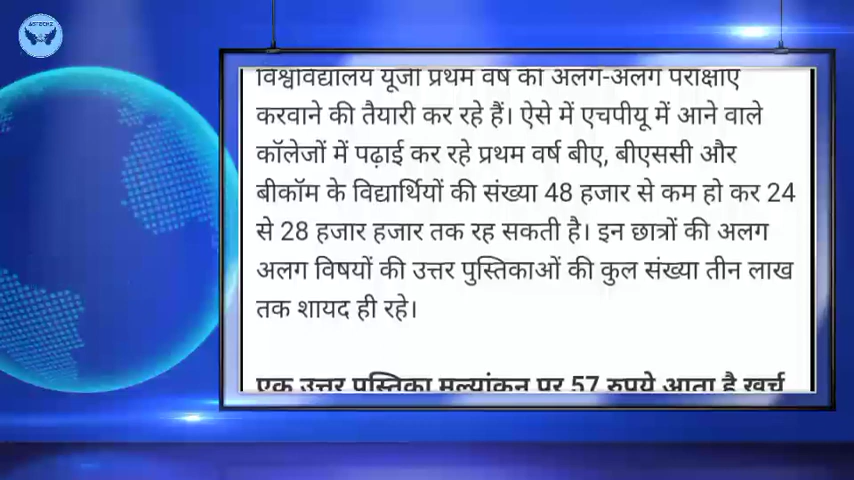 ASTECHZ
विश्वविद्यालय यूजी प्रथम वर्ष की अलग-अलग परीक्षाएं
करवाने की तैयारी कर रहे हैं। ऐसे में एचपीयू में आने वाले
कॉलेजों में पढ़ाई कर रहे प्रथम वर्ष बीए, बीएससी और
बीकॉम के विद्यार्थियों की संख्या 48 हजार से कम हो कर 24
से 28 हजार हजार तक रह सकती है। इन छात्रों की अलग
अलग विषयों की उत्तर पुस्तिकाओं की कुल संख्या तीन लाख
तक शायद ही रहे।
एक उत्तर पुस्तिका मूल्यांकन पर 57 रुपये आता है खर्च